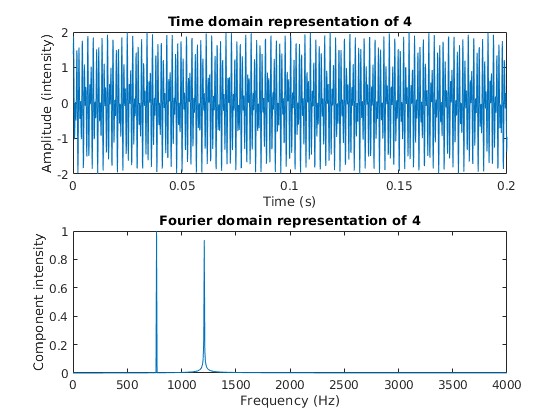 Time domain representation of 4
Amplitude (intensity)
2
1
0
-1
-2
0 0.05 0.1 0.15 0.2
Time (s)
Fourier domain representation of 4
Component intensity
1
0.8
0.6
0.4
0.2
0
0 500 1000 1500 2000 2500 3000 3500 4000
Frequency (Hz)